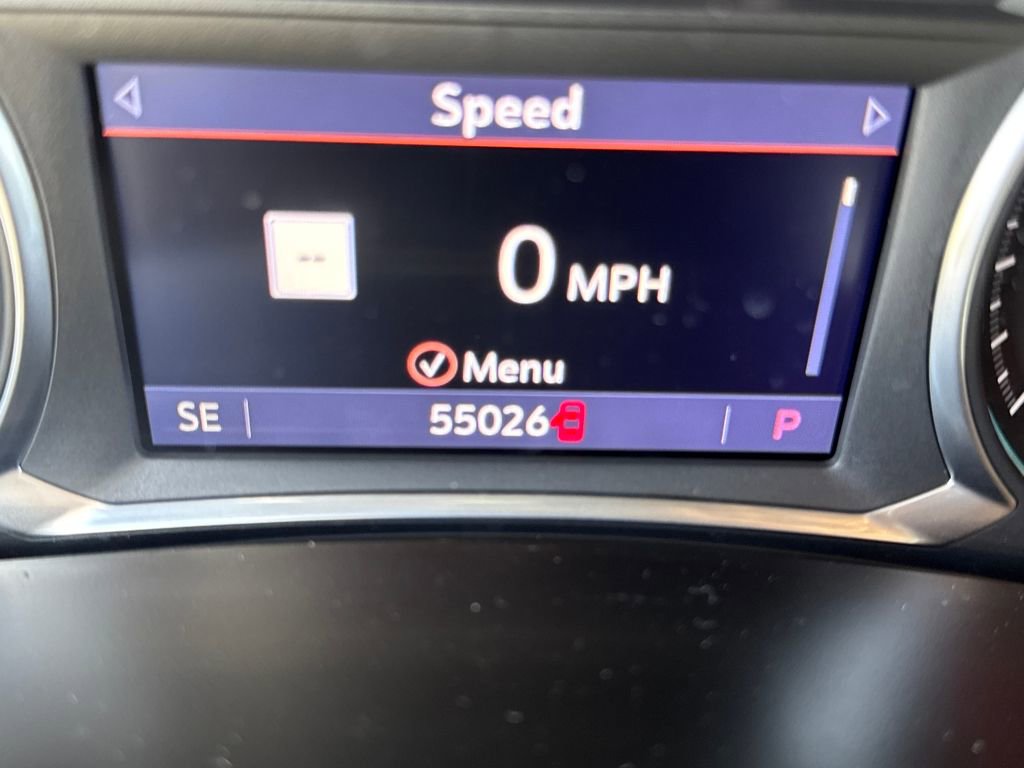 Speed
--
0 MPH
Menu
SE 55026 P